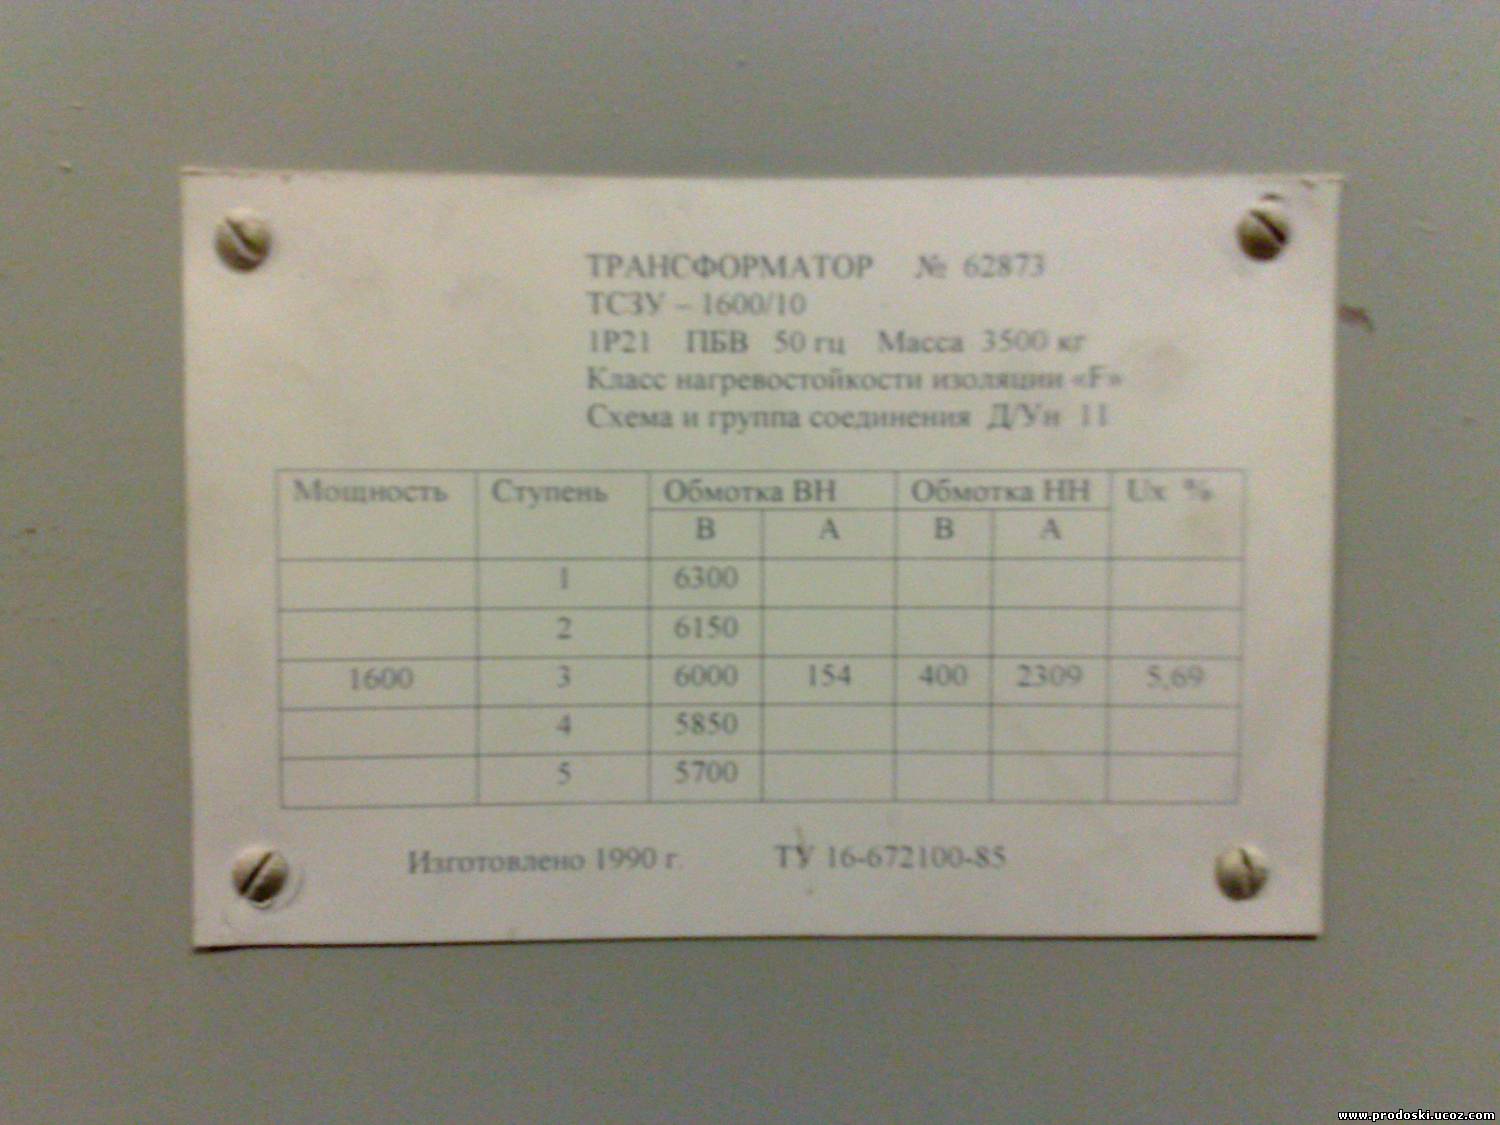 ТРАНСФОРМАТОР № 62873
ТСЗУ – 1600/10
1Р21 ПБВ 50 гц Масса 3500 кг
Класс нагревостойкости изоляции «F»
Схема и группа соединения Д/Ун 11
Мощность Ступень Обмотка ВН Обмотка НН Ux %
В А В А
1 6300
2 6150
1600 3 6000 154 400 2309 5,69
4 5850
5 5700
Изготовлено 1990 г. ТУ 16-672100-85
www.prodoski.ucoz.com